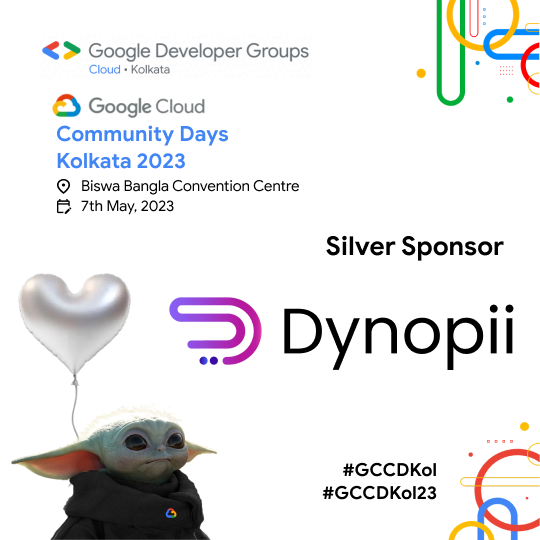 Google Developer Groups
Cloud • Kolkata
Google Cloud
Community Days
Kolkata 2023
Biswa Bangla Convention Centre
7th May, 2023
Silver Sponsor
Dynopii
#GCCDKol
#GCCDKol23